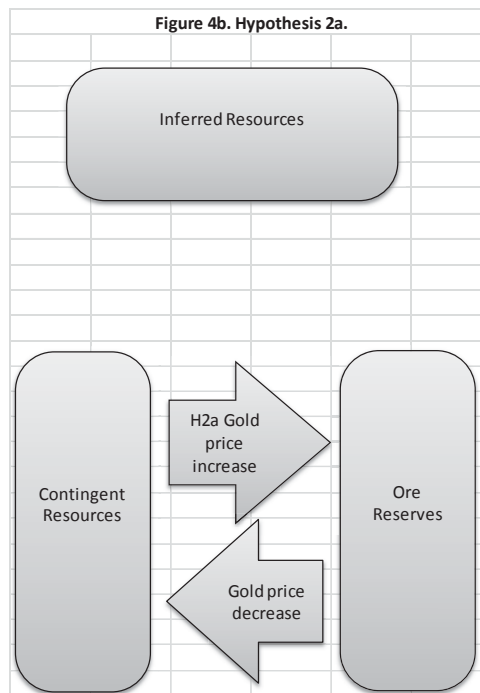 Figure 4b. Hypothesis 2a.
Inferred Resources
H2a Gold
price
increase
Contingent
Resources
Ore
Reserves
Gold price
decrease